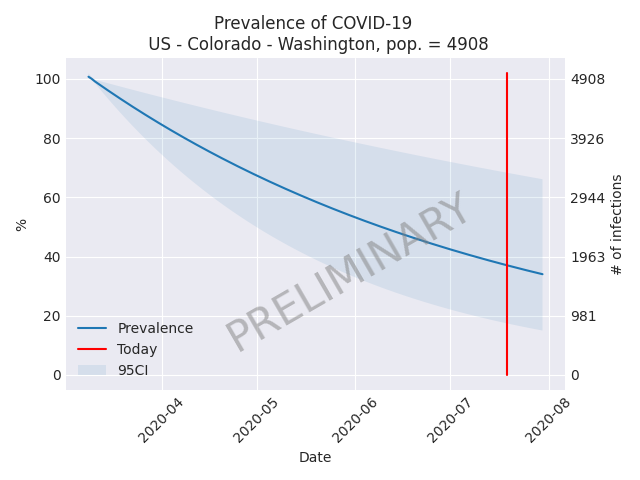 Prevalence of COVID-19
US - Colorado - Washington, pop. = 4908
100
80
60
40
20
0
%
4908
3926
2944
1963
981
0
# of infections
PRELIMINARY
Prevalence
Today
95CI
2020-04
2020-05
2020-06
2020-07
2020-08
Date